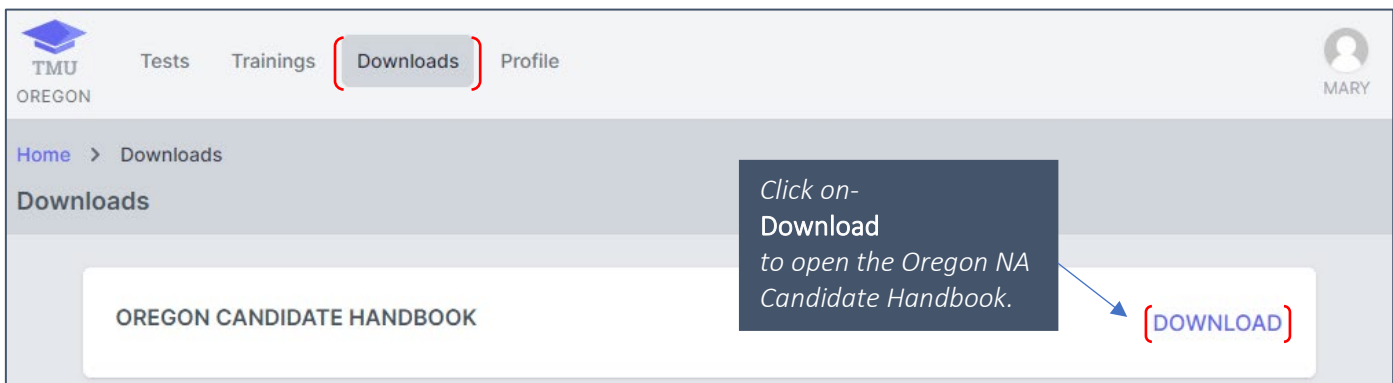 TMU
OREGON
Tests Trainings Downloads Profile
MARY
Home > Downloads
Downloads
Click on-
Download
to open the Oregon NA
Candidate Handbook.
OREGON CANDIDATE HANDBOOK
DOWNLOAD